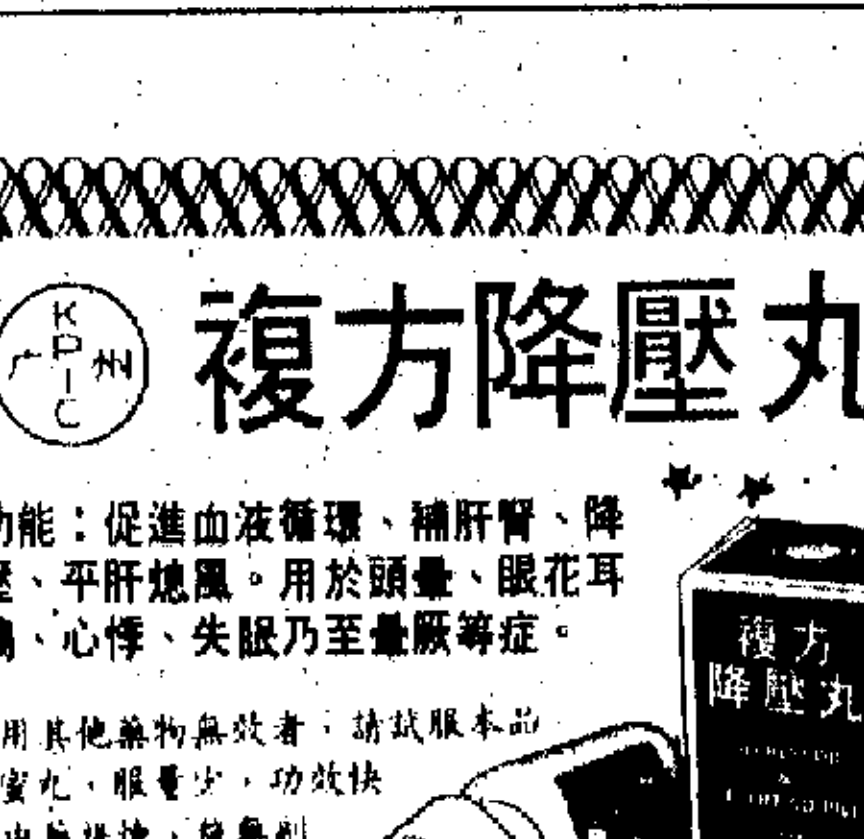 複方降壓丸
功能：促進血液循環、補肝腎、降
壓、平肝熄風。用於頭暈、眼花耳
鳴、心悸、失眠乃至暈厥等症。
用其他藥物無效者，請試服本品
蜜丸，服量少，功效快
複方
降壓丸